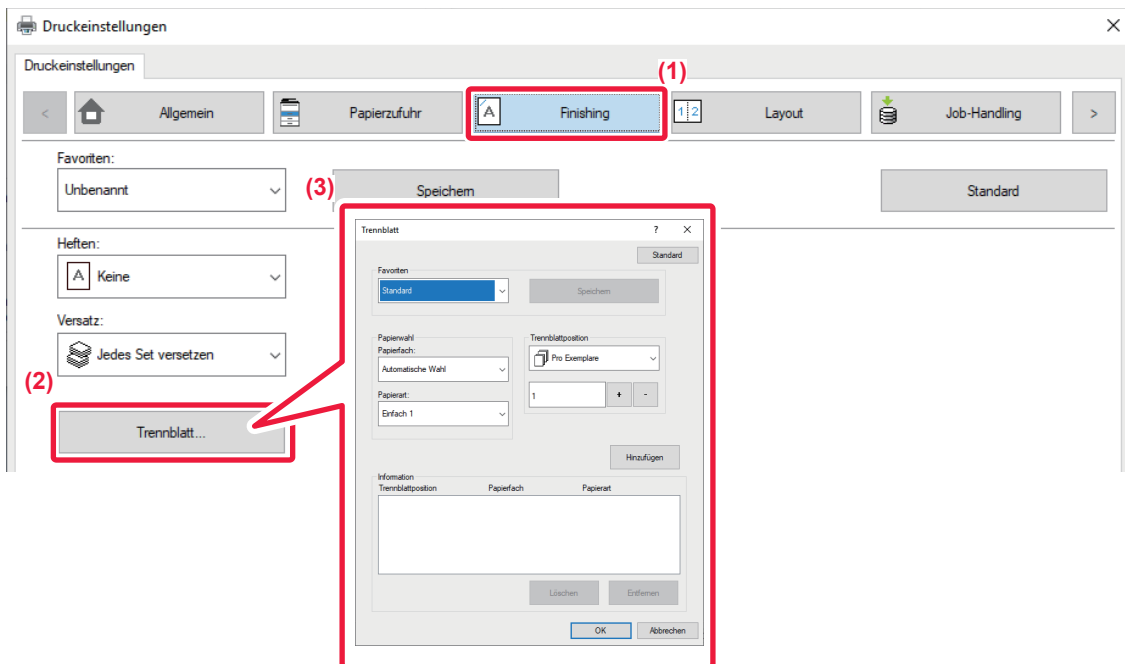 Druckeinstellungen
Druckeinstellungen
(1)
<
Allgemein
Papierzufuhr
A
Finishing
1 2
Layout
Job-Handling
>
Favoriten:
Unbenannt
(3)
Speichern
Standard
Heften:
A
Keine
Versatz:
Jedes Set versetzen
(2)
Trennblatt...
Trennblatt
?
Standard
Favoriten
Standard
Speichern
Papierwahl
Papierfach:
Automatische Wahl
Papierart:
Einfach 1
Trennblattposition
Pro Exemplare
1
+
-
Hinzufügen
Information
Trennblattposition Papierfach Papierart
Löschen
Entfernen
OK
Abbrechen